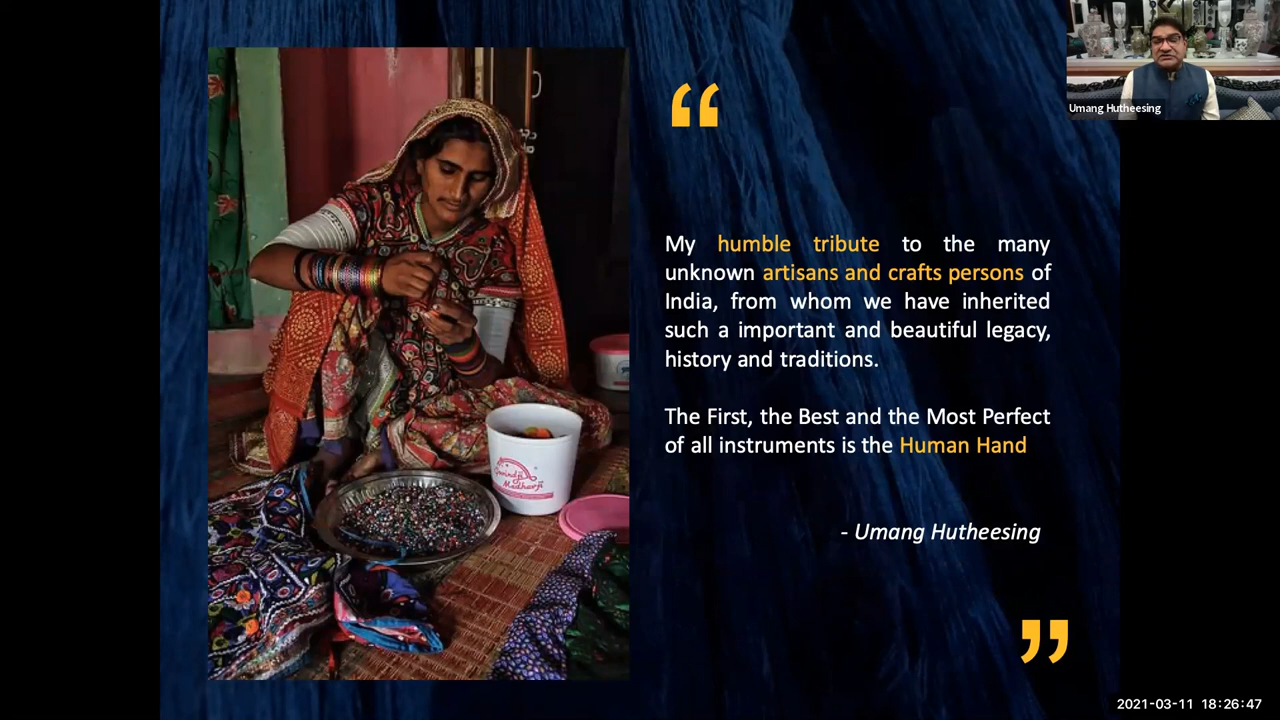 Umang Hutheesing
“
My humble tribute to the many
unknown artisans and crafts persons of
India, from whom we have inherited
such a important and beautiful legacy,
history and traditions.
The First, the Best and the Most Perfect
of all instruments is the Human Hand
- Umang Hutheesing
”
Govindji
Madharji
2021-03-11 18:26:47